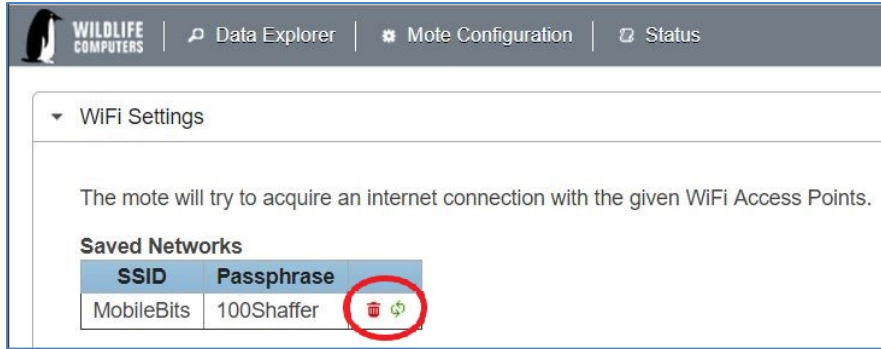 WILDLIFE
COMPUTERS
Data Explorer
Mote Configuration
Status
WiFi Settings
The mote will try to acquire an internet connection with the given WiFi Access Points.
Saved Networks
SSID Passphrase
MobileBits 100Shaffer